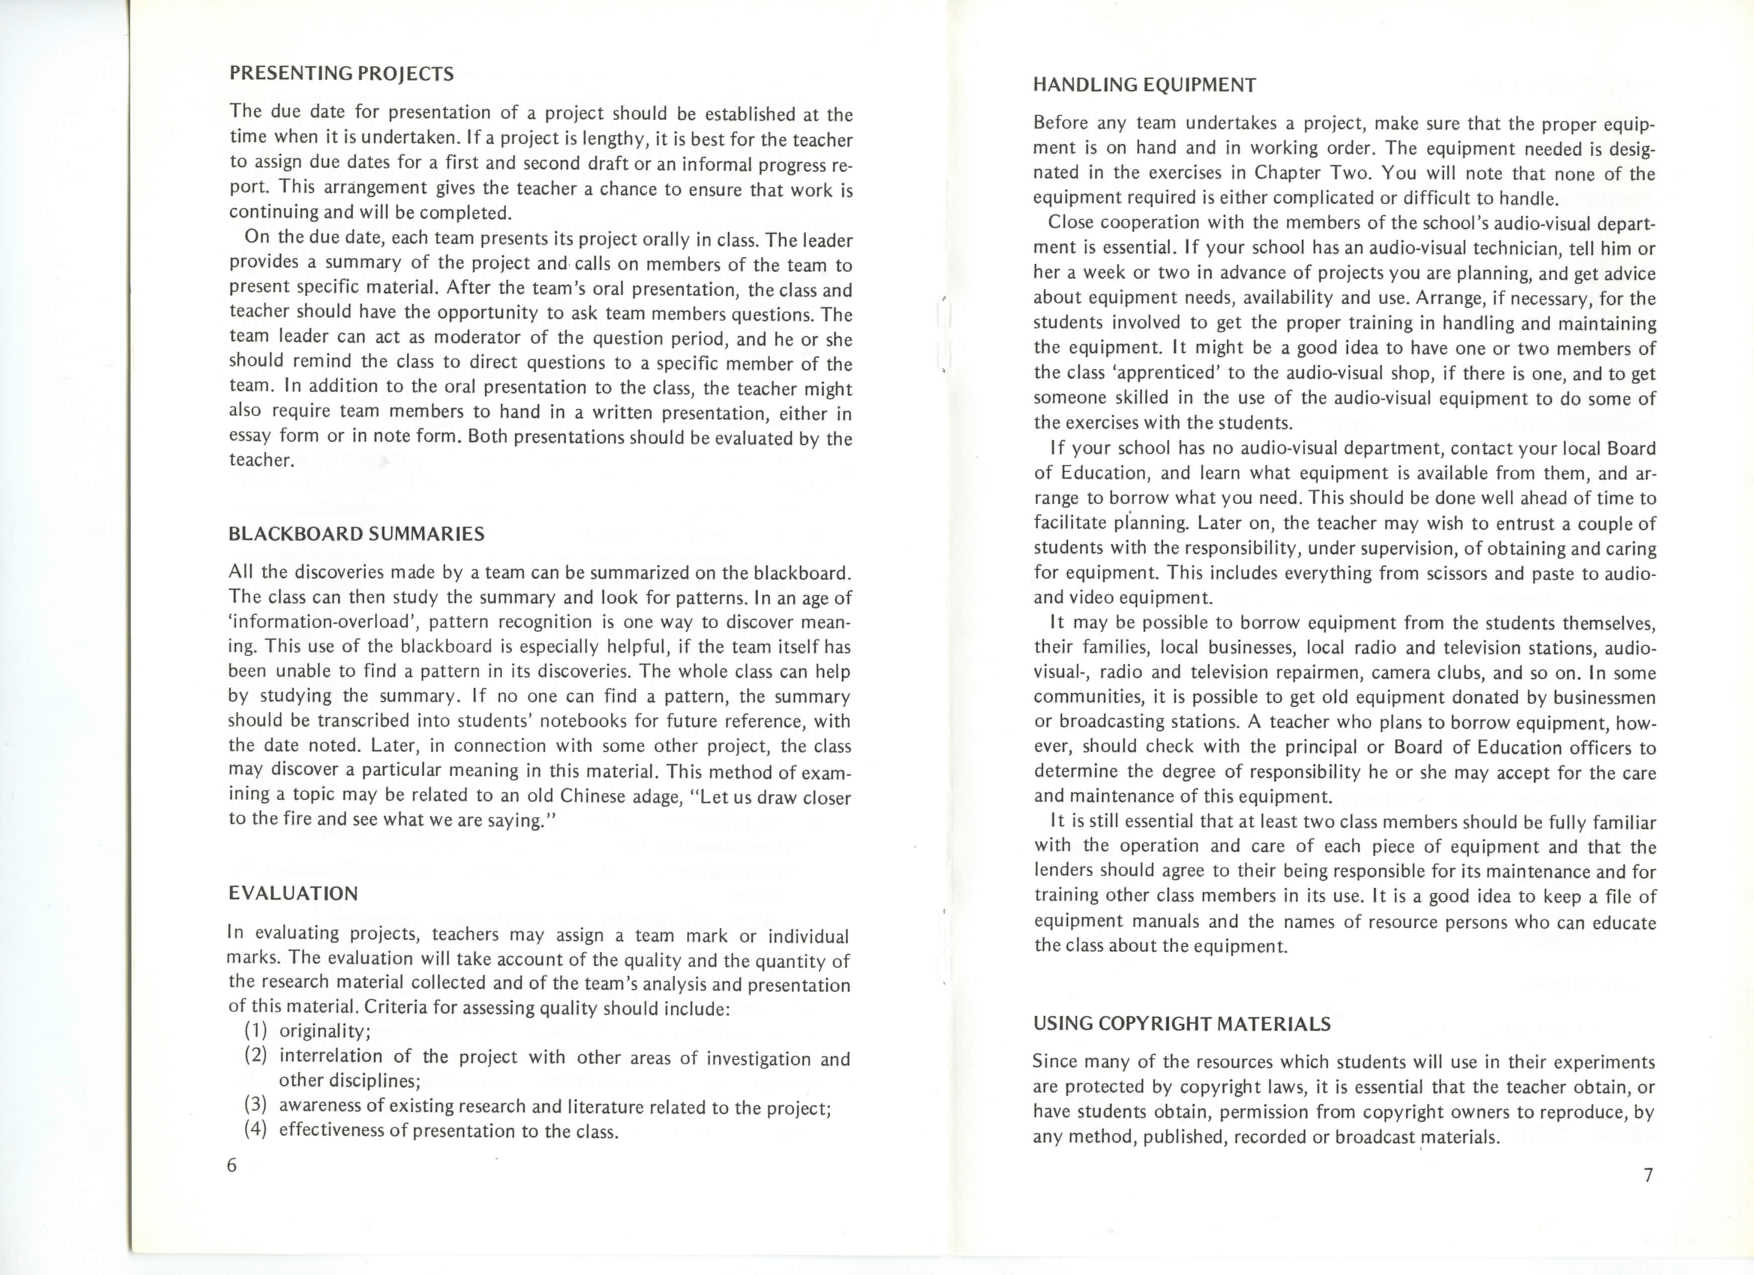 PRESENTING PROJECTS
The due date for presentation of a project should be established at the
time when it is undertaken. If a project is lengthy, it is best for the teacher
to assign due dates for a first and second draft or an informal progress re-
port. This arrangement gives the teacher a chance to ensure that work is
continuing and will be completed.
On the due date, each team presents its project orally in class. The leader
provides a summary of the project and calls on members of the team to
present specific material. After the team's oral presentation, the class and
teacher should have the opportunity to ask team members questions. The
team leader can act as moderator of the question period, and he or she
should remind the class to direct questions to a specific member of the
team. In addition to the oral presentation to the class, the teacher might
also require team members to hand in a written presentation, either in
essay form or in note form. Both presentations should be evaluated by the
teacher.
BLACKBOARD SUMMARIES
All the discoveries made by a team can be summarized on the blackboard.
The class can then study the summary and look for patterns. In an age of
‘information-overload’, pattern recognition is one way to discover mean-
ing. This use of the blackboard is especially helpful, if the team itself has
been unable to find a pattern in its discoveries. The whole class can help
by studying the summary. If no one can find a pattern, the summary
should be transcribed into students’ notebooks for future reference, with
the date noted. Later, in connection with some other project, the class
may discover a particular meaning in this material. This method of exam-
ining a topic may be related to an old Chinese adage, “Let us draw closer
to the fire and see what we are saying.”
EVALUATION
In evaluating projects, teachers may assign a team mark or individual
marks. The evaluation will take account of the quality and the quantity of
the research material collected and of the team’s analysis and presentation
of this material. Criteria for assessing quality should include:
(1) originality;
(2) interrelation of the project with other areas of investigation and
other disciplines;
(3) awareness of existing research and literature related to the project;
(4) effectiveness of presentation to the class.
6
HANDLING EQUIPMENT
Before any team undertakes a project, make sure that the proper equip-
ment is on hand and in working order. The equipment needed is desig-
nated in the exercises in Chapter Two. You will note that none of the
equipment required is either complicated or difficult to handle.
Close cooperation with the members of the school’s audio-visual depart-
ment is essential. If your school has an audio-visual technician, tell him or
her a week or two in advance of projects you are planning, and get advice
about equipment needs, availability and use. Arrange, if necessary, for the
students involved to get the proper training in handling and maintaining
the equipment. It might be a good idea to have one or two members of
the class ‘apprenticed’ to the audio-visual shop, if there is one, and to get
someone skilled in the use of the audio-visual equipment to do some of
the exercises with the students.
If your school has no audio-visual department, contact your local Board
of Education, and learn what equipment is available from them, and ar-
range to borrow what you need. This should be done well ahead of time to
facilitate planning. Later on, the teacher may wish to entrust a couple of
students with the responsibility, under supervision, of obtaining and caring
for equipment. This includes everything from scissors and paste to audio-
and video equipment.
It may be possible to borrow equipment from the students themselves,
their families, local businesses, local radio and television stations, audio-
visual-, radio and television repairmen, camera clubs, and so on. In some
communities, it is possible to get old equipment donated by businessmen
or broadcasting stations. A teacher who plans to borrow equipment, how-
ever, should check with the principal or Board of Education officers to
determine the degree of responsibility he or she may accept for the care
and maintenance of this equipment.
It is still essential that at least two class members should be fully familiar
with the operation and care of each piece of equipment and that the
lenders should agree to their being responsible for its maintenance and for
training other class members in its use. It is a good idea to keep a file of
equipment manuals and the names of resource persons who can educate
the class about the equipment.
USING COPYRIGHT MATERIALS
Since many of the resources which students will use in their experiments
are protected by copyright laws, it is essential that the teacher obtain, or
have students obtain, permission from copyright owners to reproduce, by
any method, published, recorded or broadcast materials.
7